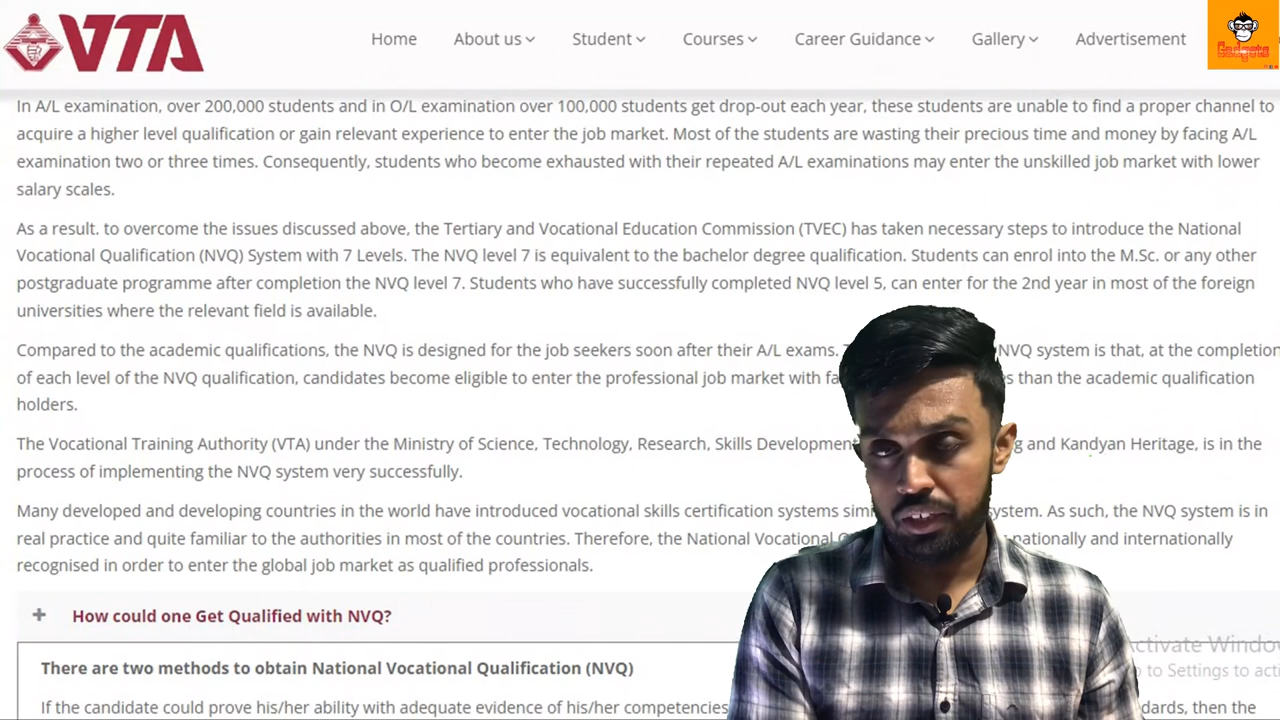 VTA
Home
About us
Student
Courses
Career Guidance
Gallery
Advertisement
Gadgets
In A/L examination, over 200,000 students and in O/L examination over 100,000 students get drop-out each year, these students are unable to find a proper channel to
acquire a higher level qualification or gain relevant experience to enter the job market. Most of the students are wasting their precious time and money by facing A/L
examination two or three times. Consequently, students who become exhausted with their repeated A/L examinations may enter the unskilled job market with lower
salary scales.
As a result. to overcome the issues discussed above, the Tertiary and Vocational Education Commission (TVEC) has taken necessary steps to introduce the National
Vocational Qualification (NVQ) System with 7 Levels. The NVQ level 7 is equivalent to the bachelor degree qualification. Students can enrol into the M.Sc. or any other
postgraduate programme after completion the NVQ level 7. Students who have successfully completed NVQ level 5, can enter for the 2nd year in most of the foreign
universities where the relevant field is available.
Compared to the academic qualifications, the NVQ is designed for the job seekers soon after their A/L exams. NVQ system is that, at the completion
of each level of the NVQ qualification, candidates become eligible to enter the professional job market with than the academic qualification
holders.
The Vocational Training Authority (VTA) under the Ministry of Science, Technology, Research, Skills Development and Kandyan Heritage, is in the
process of implementing the NVQ system very successfully.
Many developed and developing countries in the world have introduced vocational skills certification systems system. As such, the NVQ system is in
real practice and quite familiar to the authorities in most of the countries. Therefore, the National Vocational nationally and internationally
recognised in order to enter the global job market as qualified professionals.
+ How could one Get Qualified with NVQ?
There are two methods to obtain National Vocational Qualification (NVQ)
If the candidate could prove his/her ability with adequate evidence of his/her competencies then the
to Settings to